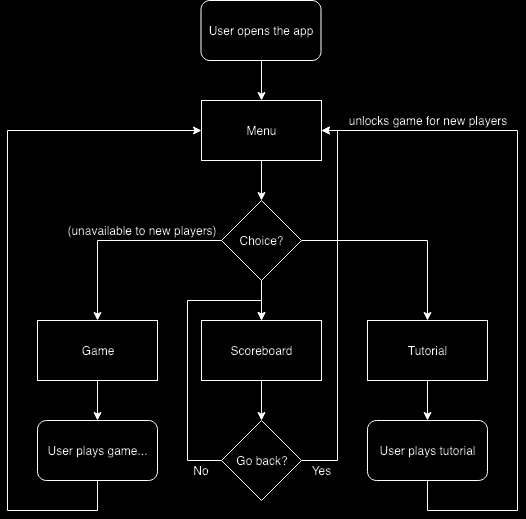 User opens the app
Menu
unlocks game for new players
Choice?
(unavailable to new players)
Game
Scoreboard
Tutorial
User plays game...
Go back?
User plays tutorial
No
Yes